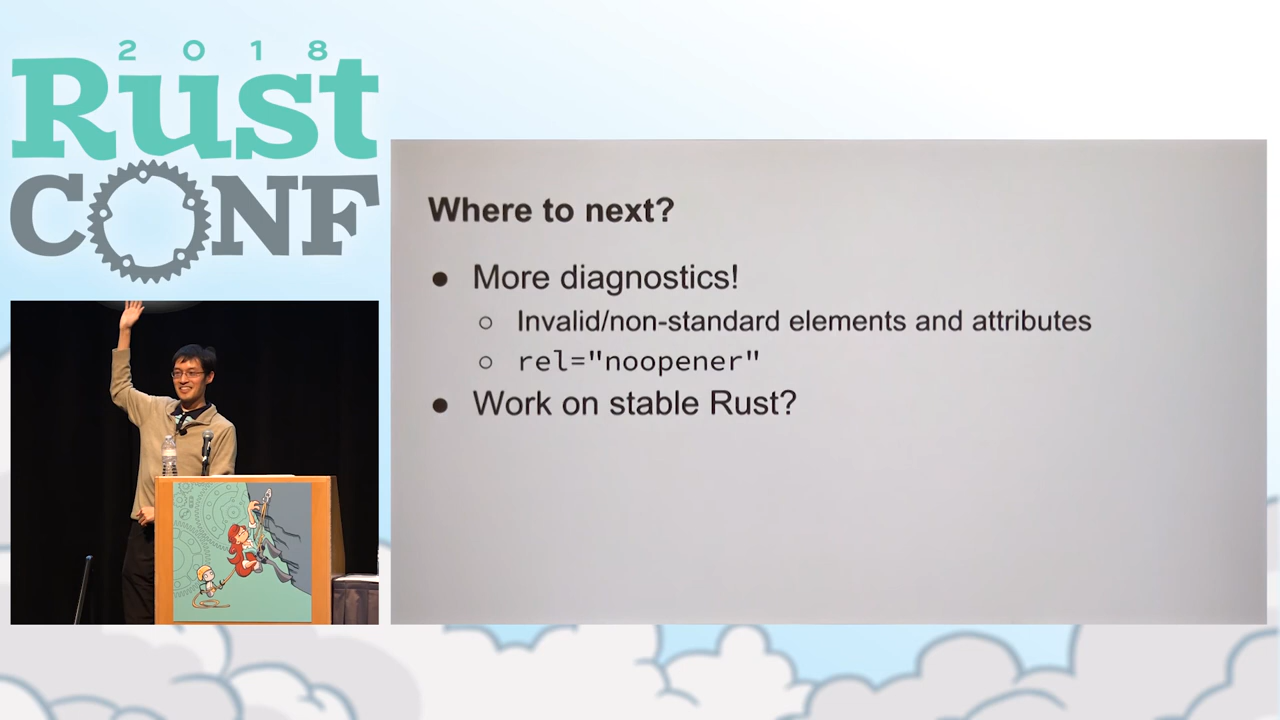 2018
Rust
CONF
Where to next?
● More diagnostics!
○ Invalid/non-standard elements and attributes
○ rel="noopener"
● Work on stable Rust?